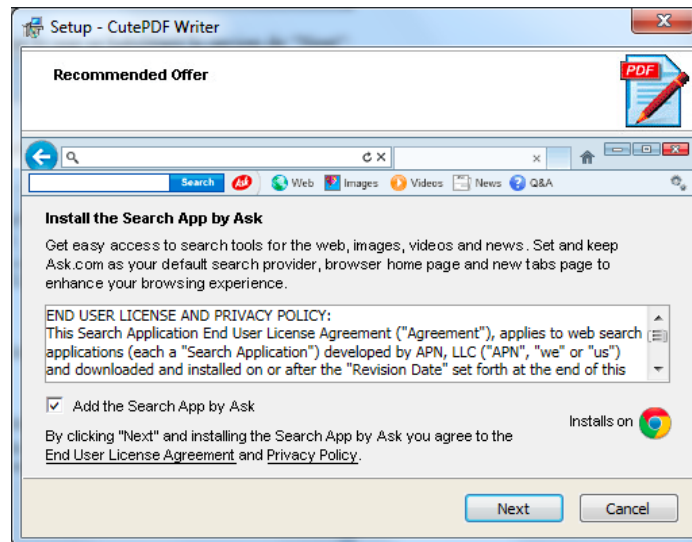 Setup - CutePDF Writer
Recommended Offer
PDF
Search Ask Web Images Videos News Q&A
Install the Search App by Ask
Get easy access to search tools for the web, images, videos and news. Set and keep
Ask.com as your default search provider, browser home page and new tabs page to
enhance your browsing experience.
END USER LICENSE AND PRIVACY POLICY:
This Search Application End User License Agreement ("Agreement"), applies to web search
applications (each a "Search Application") developed by APN, LLC ("APN", "we" or "us")
and downloaded and installed on or after the "Revision Date" set forth at the end of this
Add the Search App by Ask
Installs on
By clicking "Next" and installing the Search App by Ask you agree to the
End User License Agreement and Privacy Policy.
Next Cancel